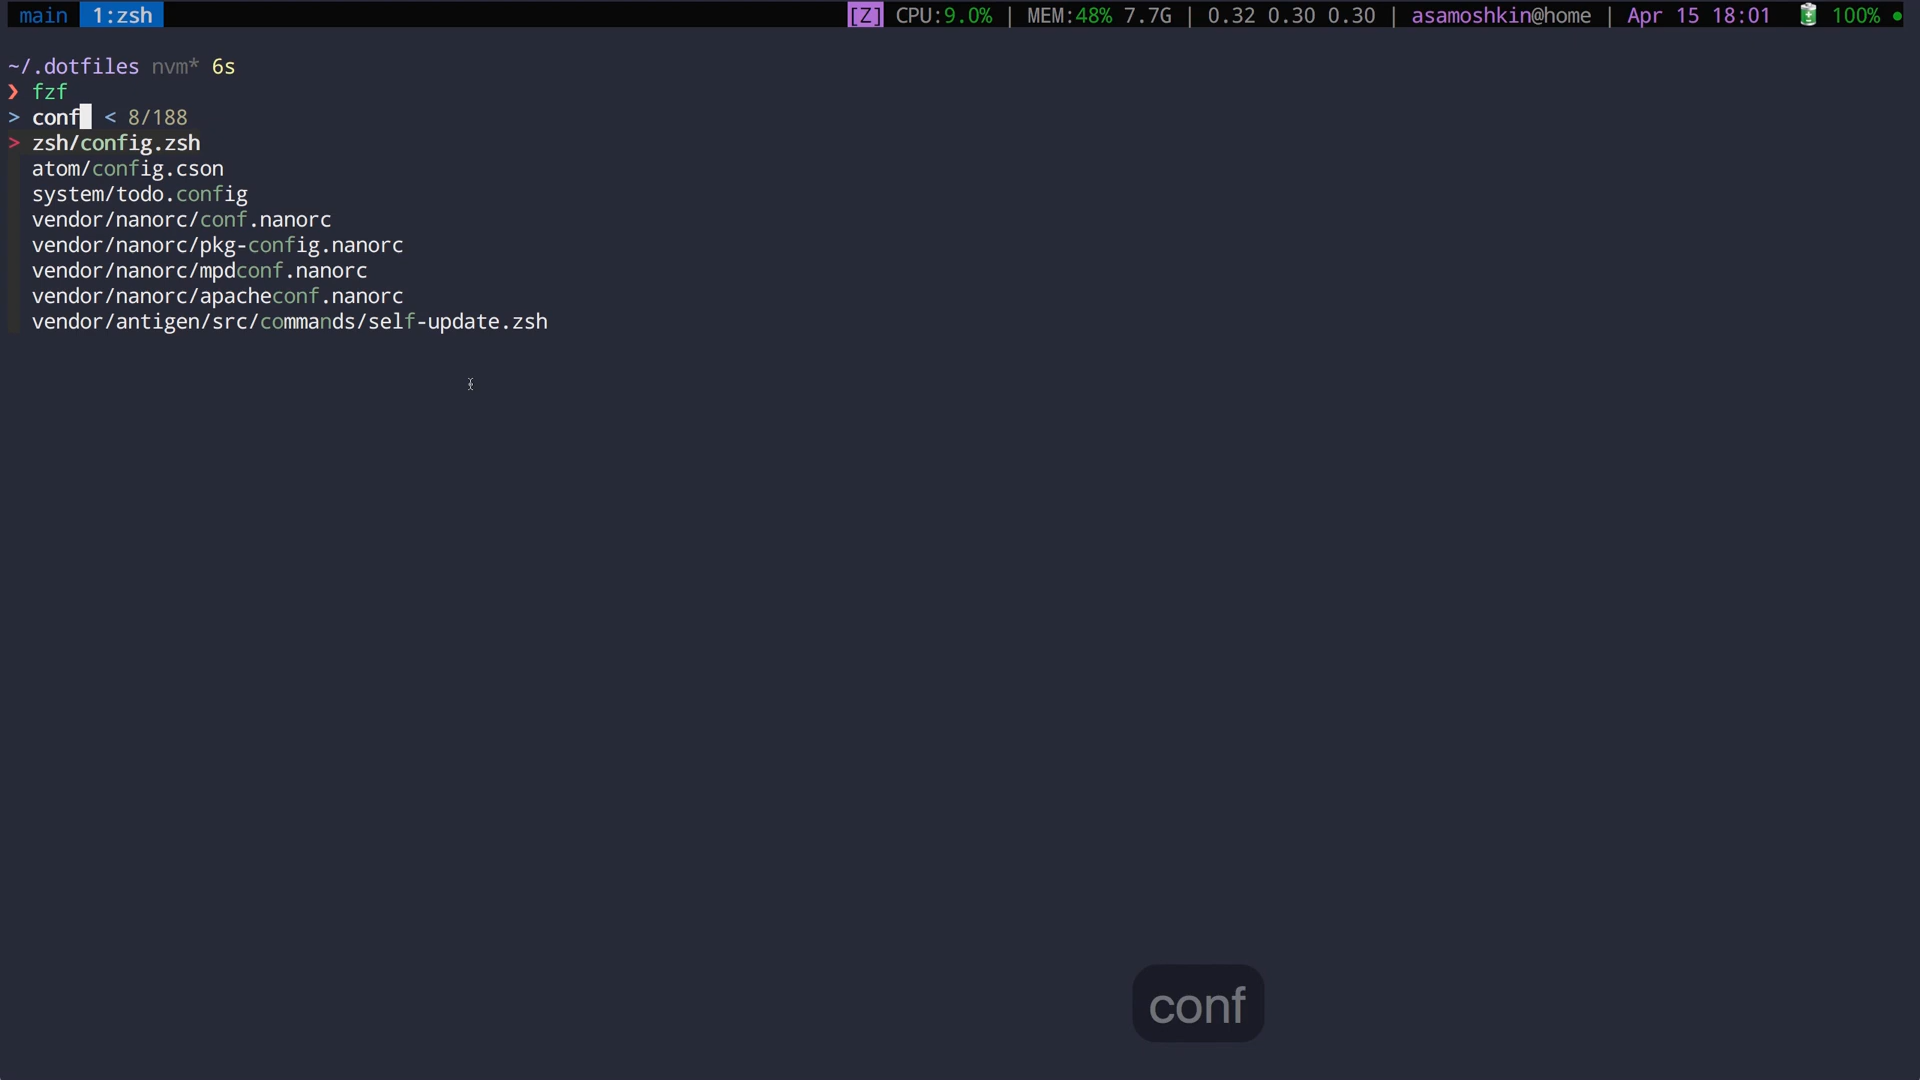 main 1:zsh [Z] CPU:9.0% | MEM:48% 7.7G | 0.32 0.30 0.30 | asamoshkin@home | Apr 15 18:01 100%
~/.dotfiles nvm* 6s
❯ fzf
> conf < 8/188
> zsh/config.zsh
atom/config.cson
system/todo.config
vendor/nanorc/conf.nanorc
vendor/nanorc/pkg-config.nanorc
vendor/nanorc/mpdconf.nanorc
vendor/nanorc/apacheconf.nanorc
vendor/antigen/src/commands/self-update.zsh
conf